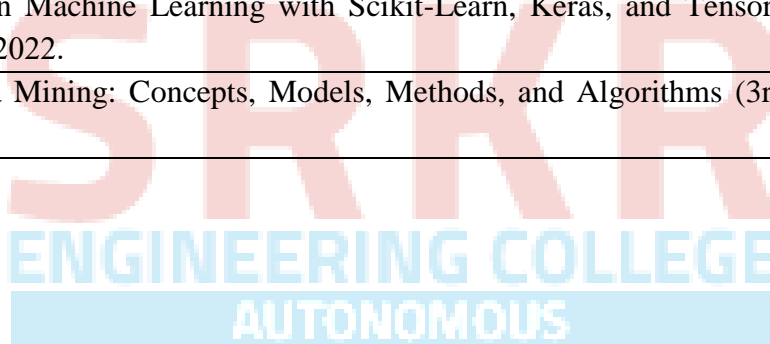 n Machine Learning with Scikit-Learn, Keras, and Tensor
2022.
Mining: Concepts, Models, Methods, and Algorithms (3r
SRKR
ENGINEERING COLLEGE
AUTONOMOUS